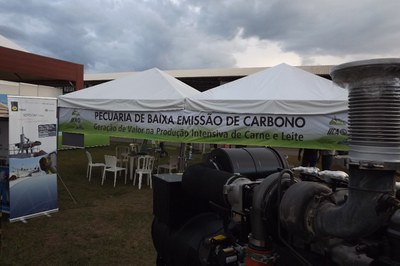 PECUÁRIA DE BAIXA EMISSÃO DE CARBONO
Geração de Valor na Produção Intensiva de Carne e Leite